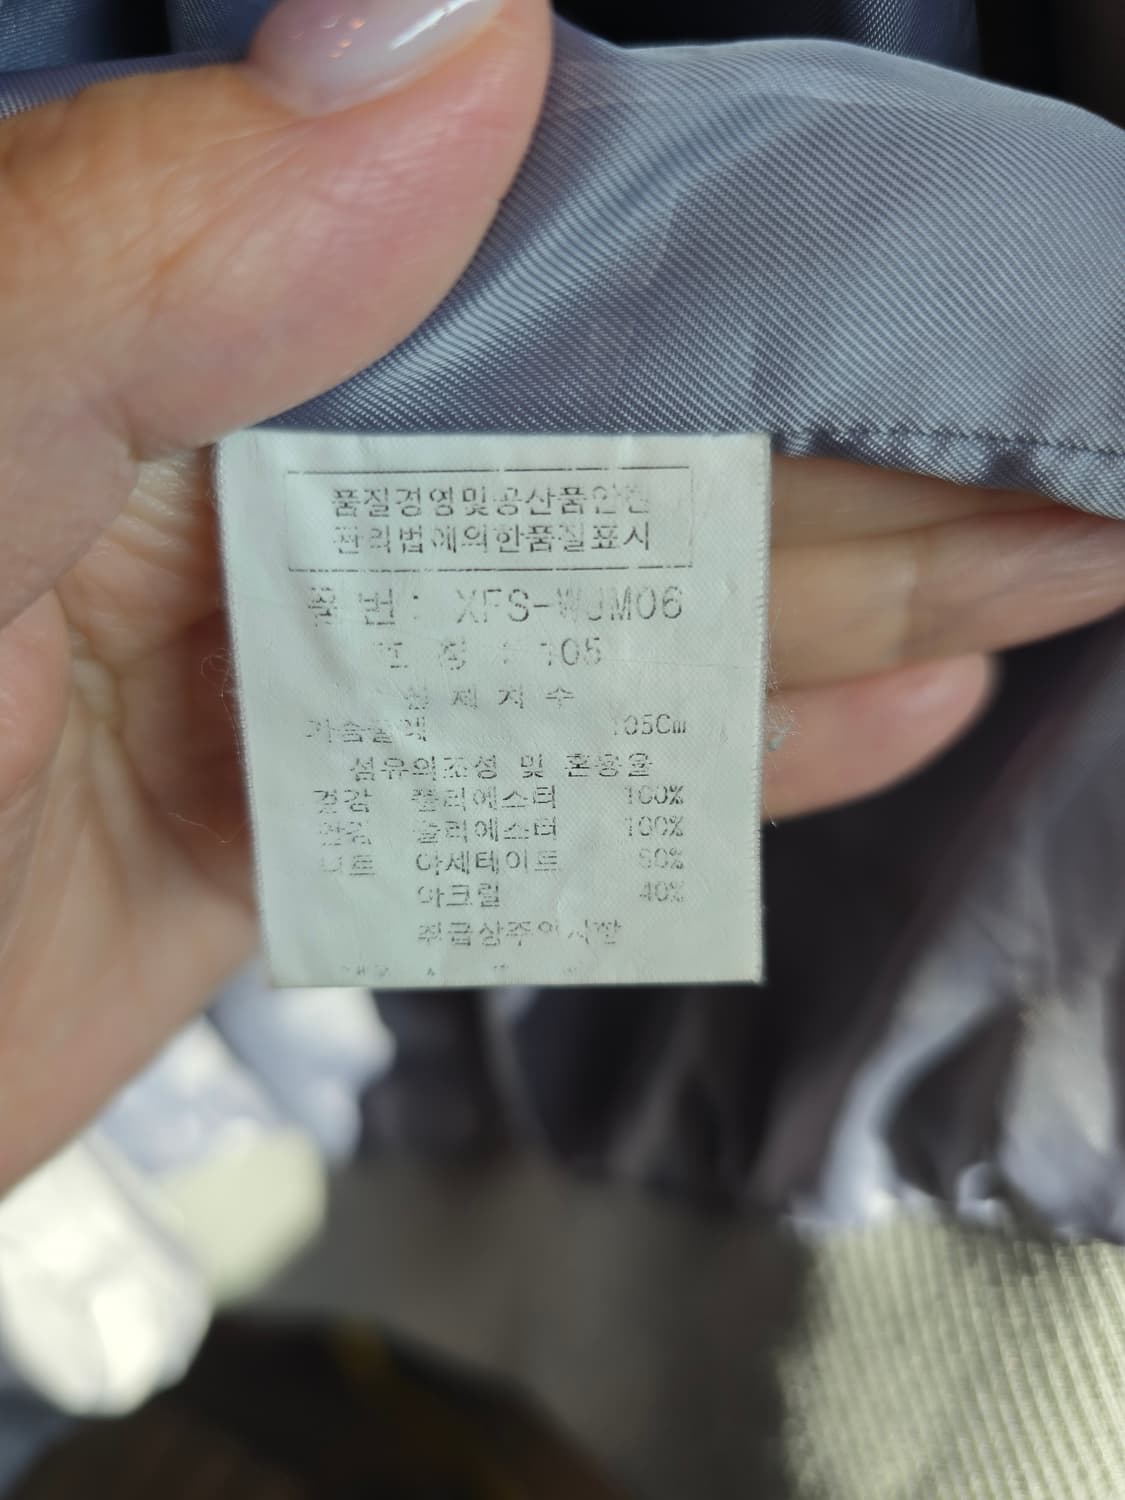 품질경영및공산품안전
관리법에의한품질표시
품 번 : XFS-WJM06
호 칭 : 105
실 제 치 수
가슴둘레 105Cm
섬유의조성 및 혼용율
겉감 폴리에스터 100%
안감 폴리에스터 100%
니트 아세테이트 60%
아크릴 40%
취급상주의사항